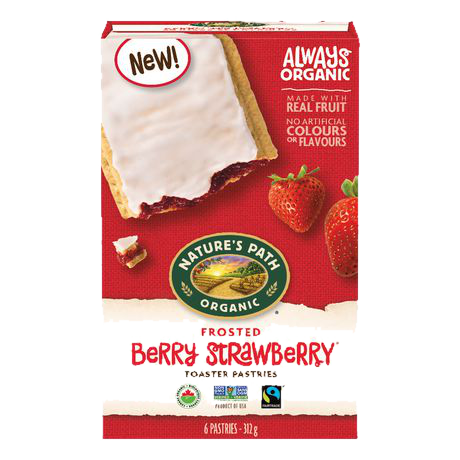 New!
ALWAYS
ORGANIC
MADE WITH
REAL FRUIT
NO ARTIFICIAL
COLOURS
OR FLAVOURS
NATURE'S PATH
ORGANIC
FROSTED
BERRY STRAWBERRY
TOASTER PASTRIES
PRODUCT OF USA
FAIRTRADE
6 PASTRIES - 312 g